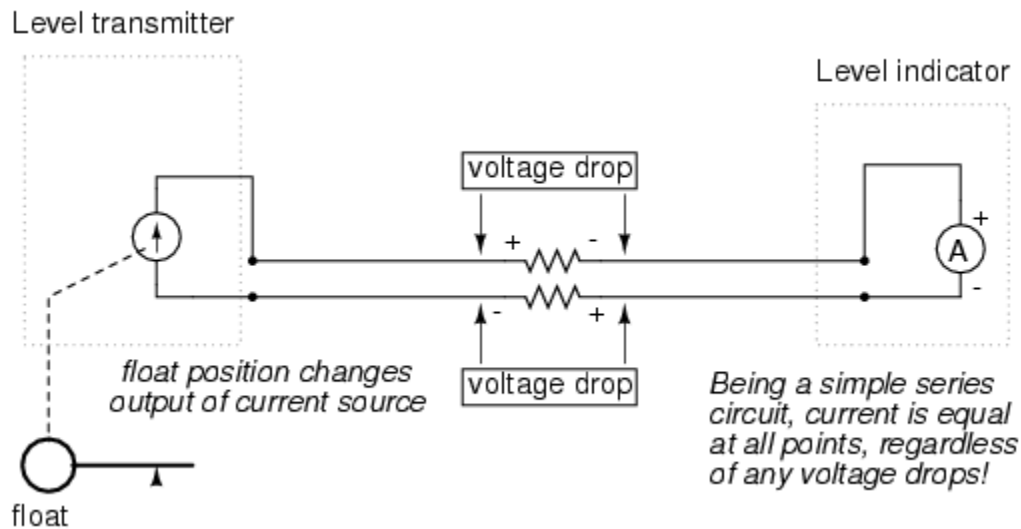 Level transmitter
Level indicator
voltage drop
+ -
+
A
-
- +
voltage drop
float position changes
output of current source
Being a simple series
circuit, current is equal
at all points, regardless
of any voltage drops!
float